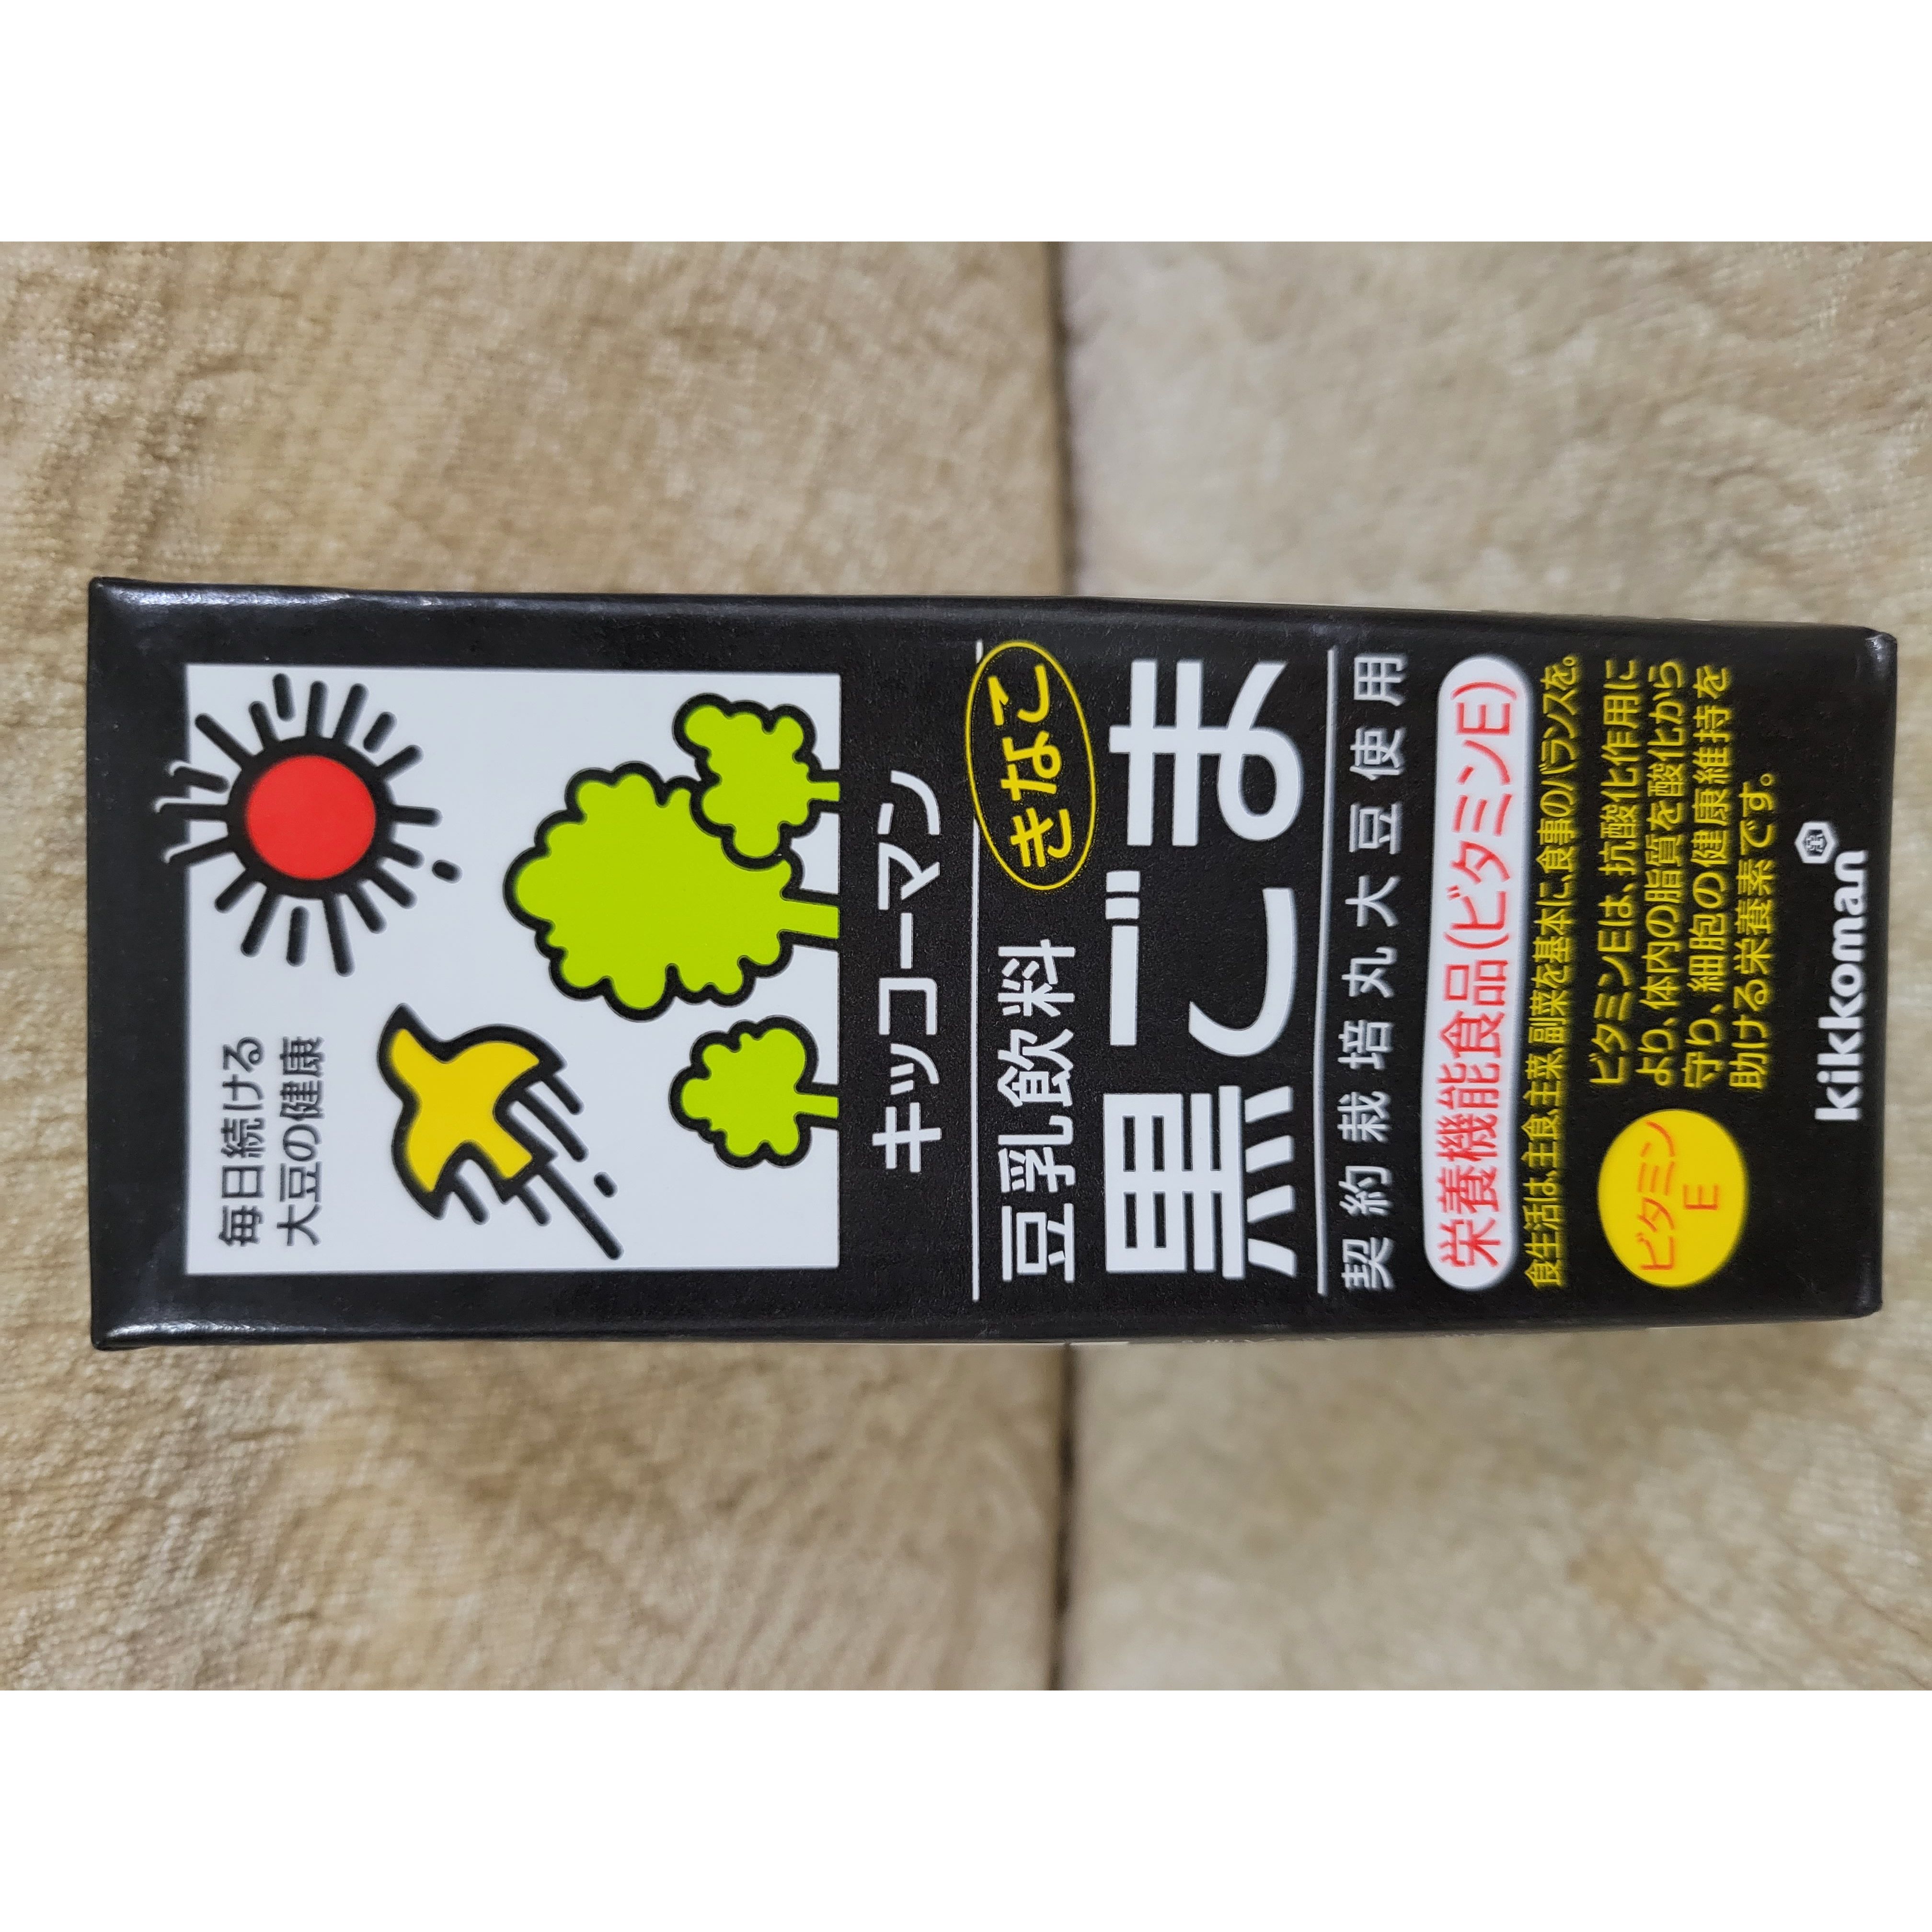 毎日続ける
大豆の健康
キッコーマン
豆乳飲料
きなこ
黒ごま
契約栽培丸大豆使用
栄養機能食品(ビタミンE)
食生活は、主食、主菜、副菜を基本に、食事のバランスを。
ビタミン
E
ビタミンEは、抗酸化作用に
より、体内の脂質を酸化から
守り、細胞の健康維持を
助ける栄養素です。
kikkoman